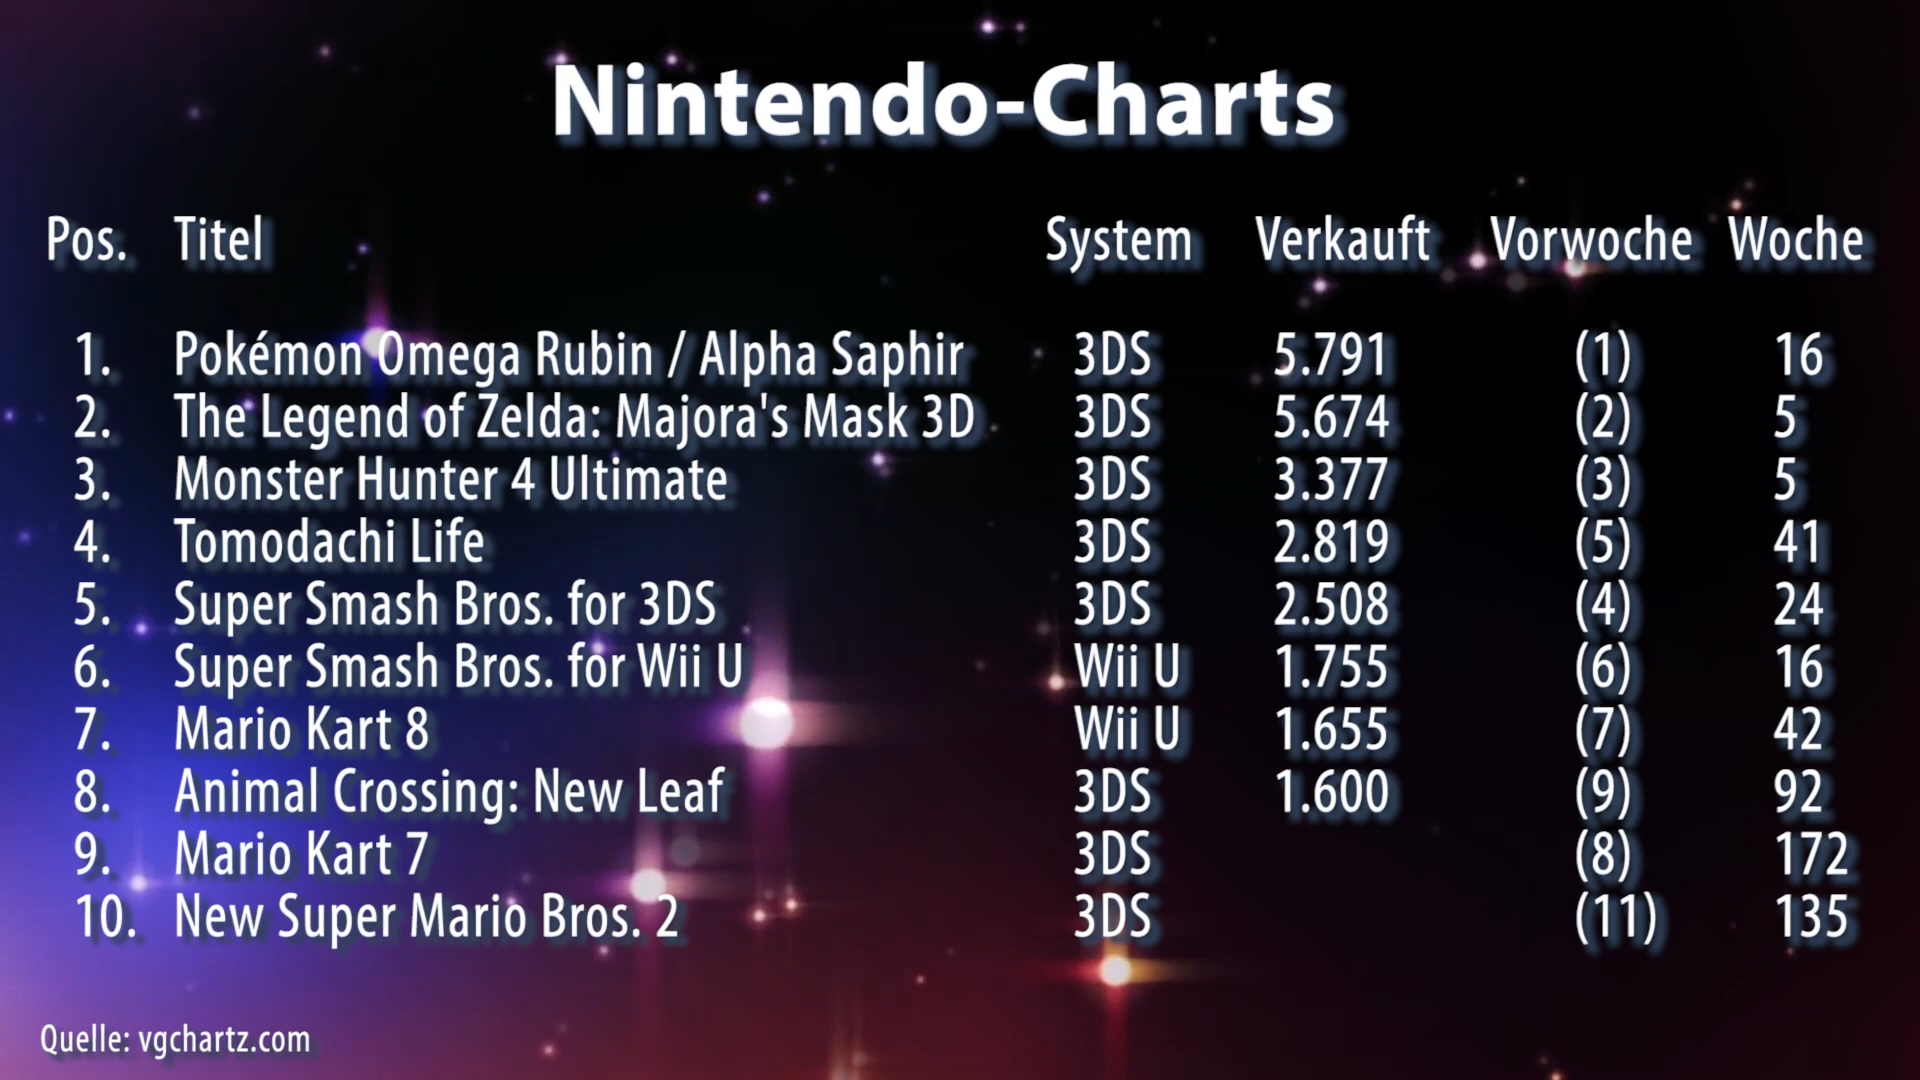 Nintendo-Charts
Pos. Titel System Verkauft Vorwoche Woche
1. Pokémon Omega Rubin / Alpha Saphir 3DS 5.791 (1) 16
2. The Legend of Zelda: Majora's Mask 3D 3DS 5.674 (2) 5
3. Monster Hunter 4 Ultimate 3DS 3.377 (3) 5
4. Tomodachi Life 3DS 2.819 (5) 41
5. Super Smash Bros. for 3DS 3DS 2.508 (4) 24
6. Super Smash Bros. for Wii U Wii U 1.755 (6) 16
7. Mario Kart 8 Wii U 1.655 (7) 42
8. Animal Crossing: New Leaf 3DS 1.600 (9) 92
9. Mario Kart 7 3DS (8) 172
10. New Super Mario Bros. 2 3DS (11) 135
Quelle: vgchartz.com